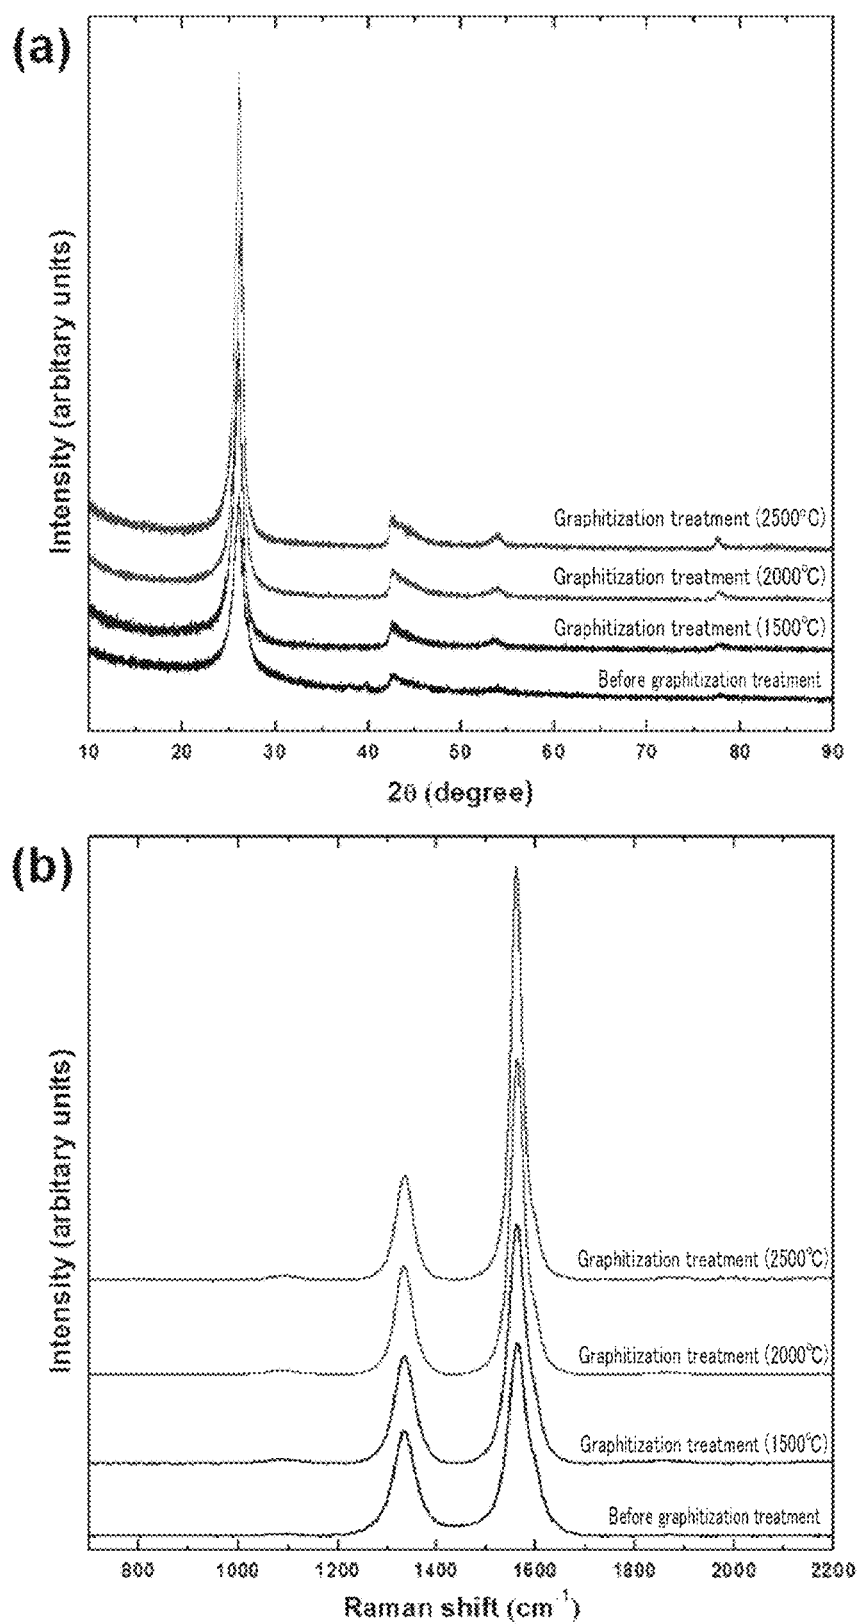 (a)
Intensity (arbitary units)
Graphitization treatment (2500°C)
Graphitization treatment (2000°C)
Graphitization treatment (1500°C)
Before graphitization treatment
10 20 30 40 50 60 70 80 90
2θ (degree)
(b)
Intensity (arbitary units)
Graphitization treatment (2500°C)
Graphitization treatment (2000°C)
Graphitization treatment (1500°C)
Before graphitization treatment
800 1000 1200 1400 1600 1800 2000 2200
Raman shift (cm⁻¹)